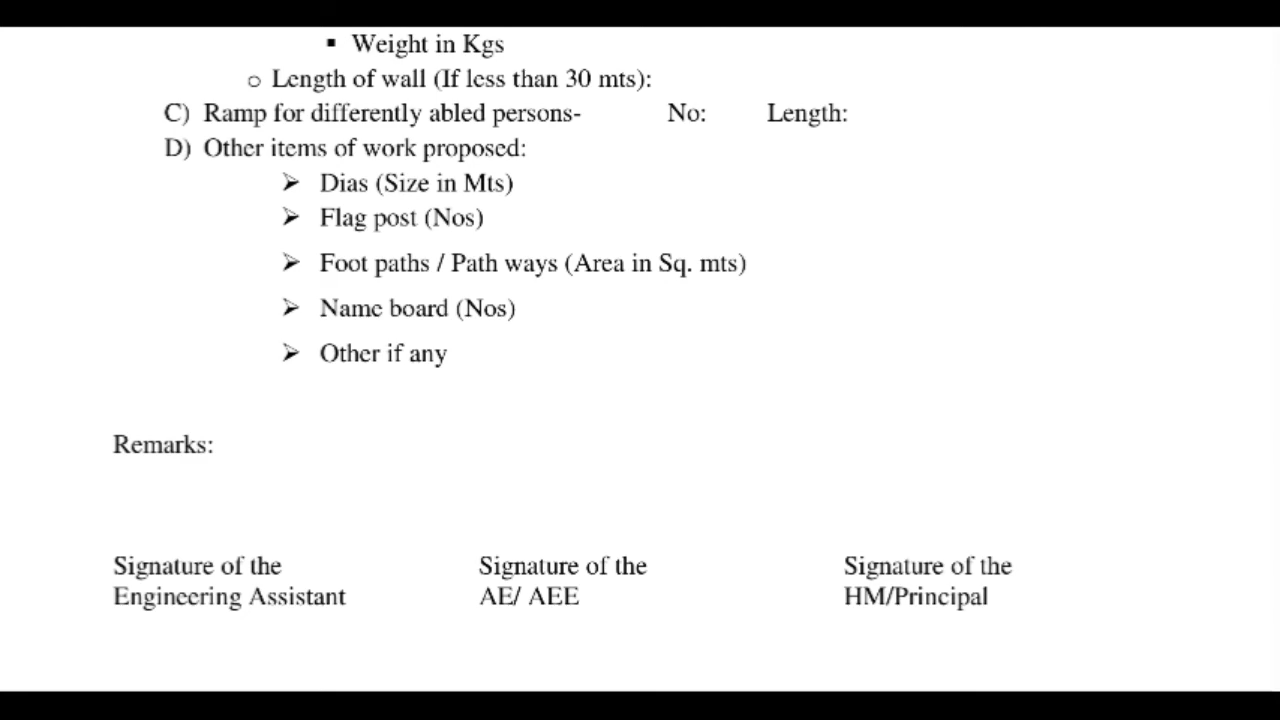 ▪ Weight in Kgs
o Length of wall (If less than 30 mts):
C) Ramp for differently abled persons- No: Length:
D) Other items of work proposed:
➢ Dias (Size in Mts)
➢ Flag post (Nos)
➢ Foot paths / Path ways (Area in Sq. mts)
➢ Name board (Nos)
➢ Other if any
Remarks:
Signature of the Signature of the Signature of the
Engineering Assistant AE/ AEE HM/Principal